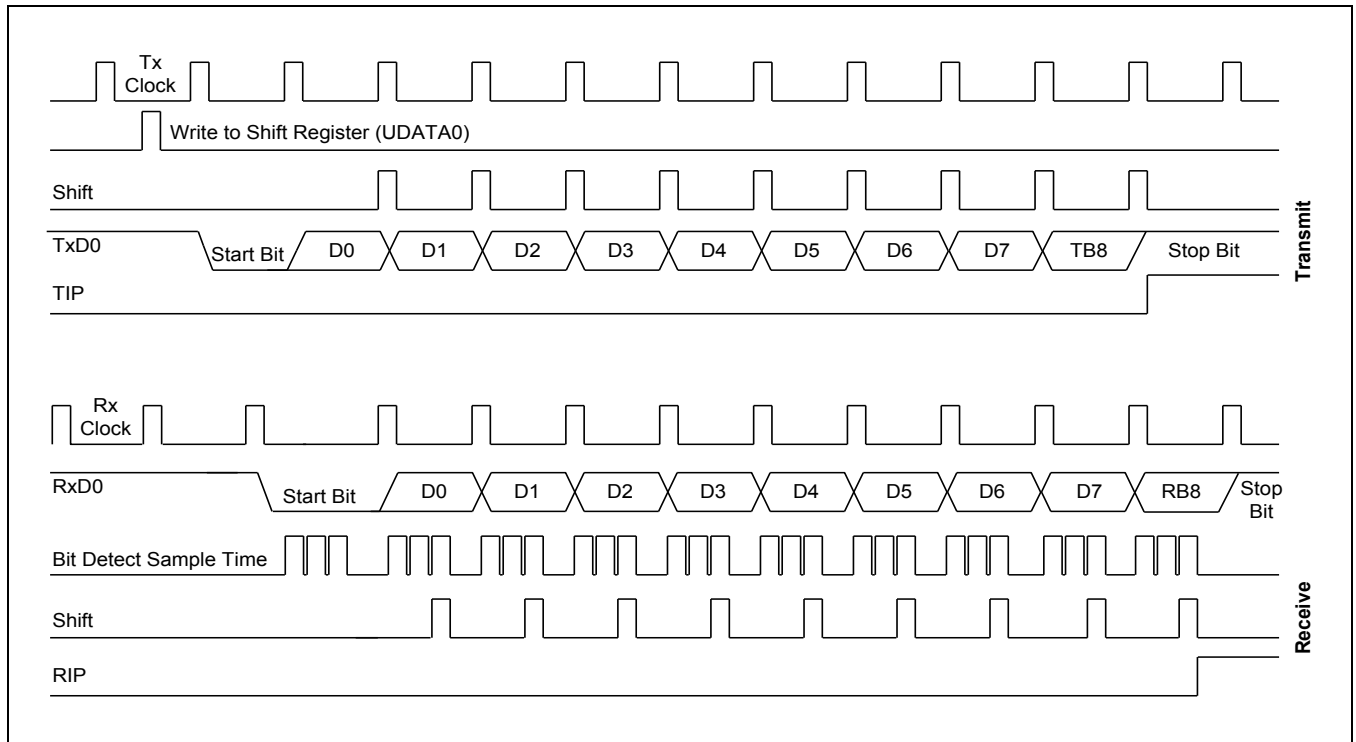 Tx
Clock
Write to Shift Register (UDATA0)
Shift
TxD0 Start Bit D0 D1 D2 D3 D4 D5 D6 D7 TB8 Stop Bit
TIP
Transmit
Rx
Clock
RxD0 Start Bit D0 D1 D2 D3 D4 D5 D6 D7 RB8 Stop
Bit
Bit Detect Sample Time
Shift
RIP
Receive